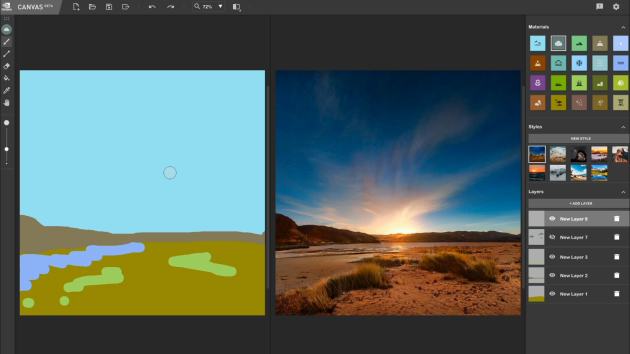 CANVAS BETA
72%
Materials
Styles
NEW STYLE
Layers
+ ADD LAYER
New Layer 8
New Layer 7
New Layer 3
New Layer 2
New Layer 1